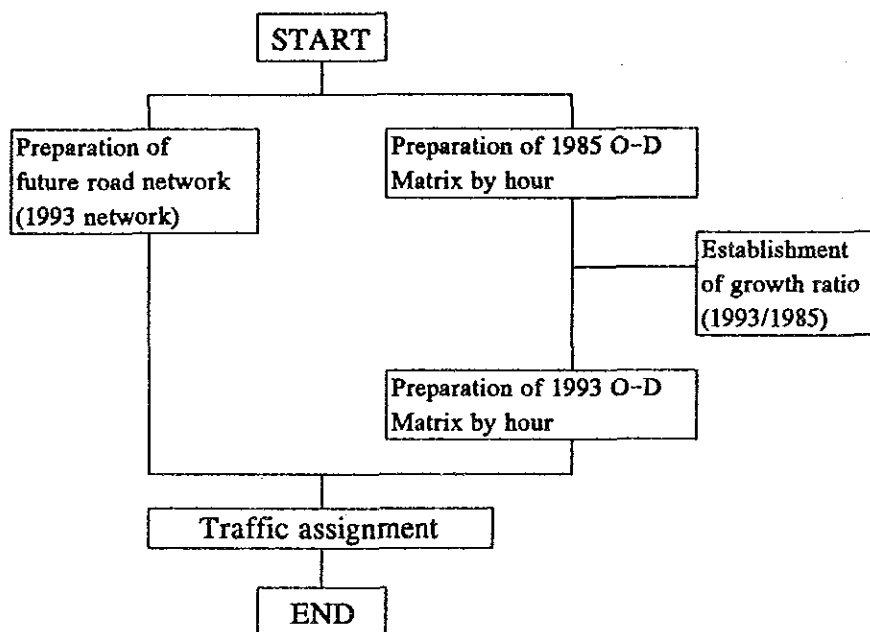 START
Preparation of
future road network
(1993 network)
Preparation of 1985 O-D
Matrix by hour
Establishment
of growth ratio
(1993/1985)
Preparation of 1993 O-D
Matrix by hour
Traffic assignment
END